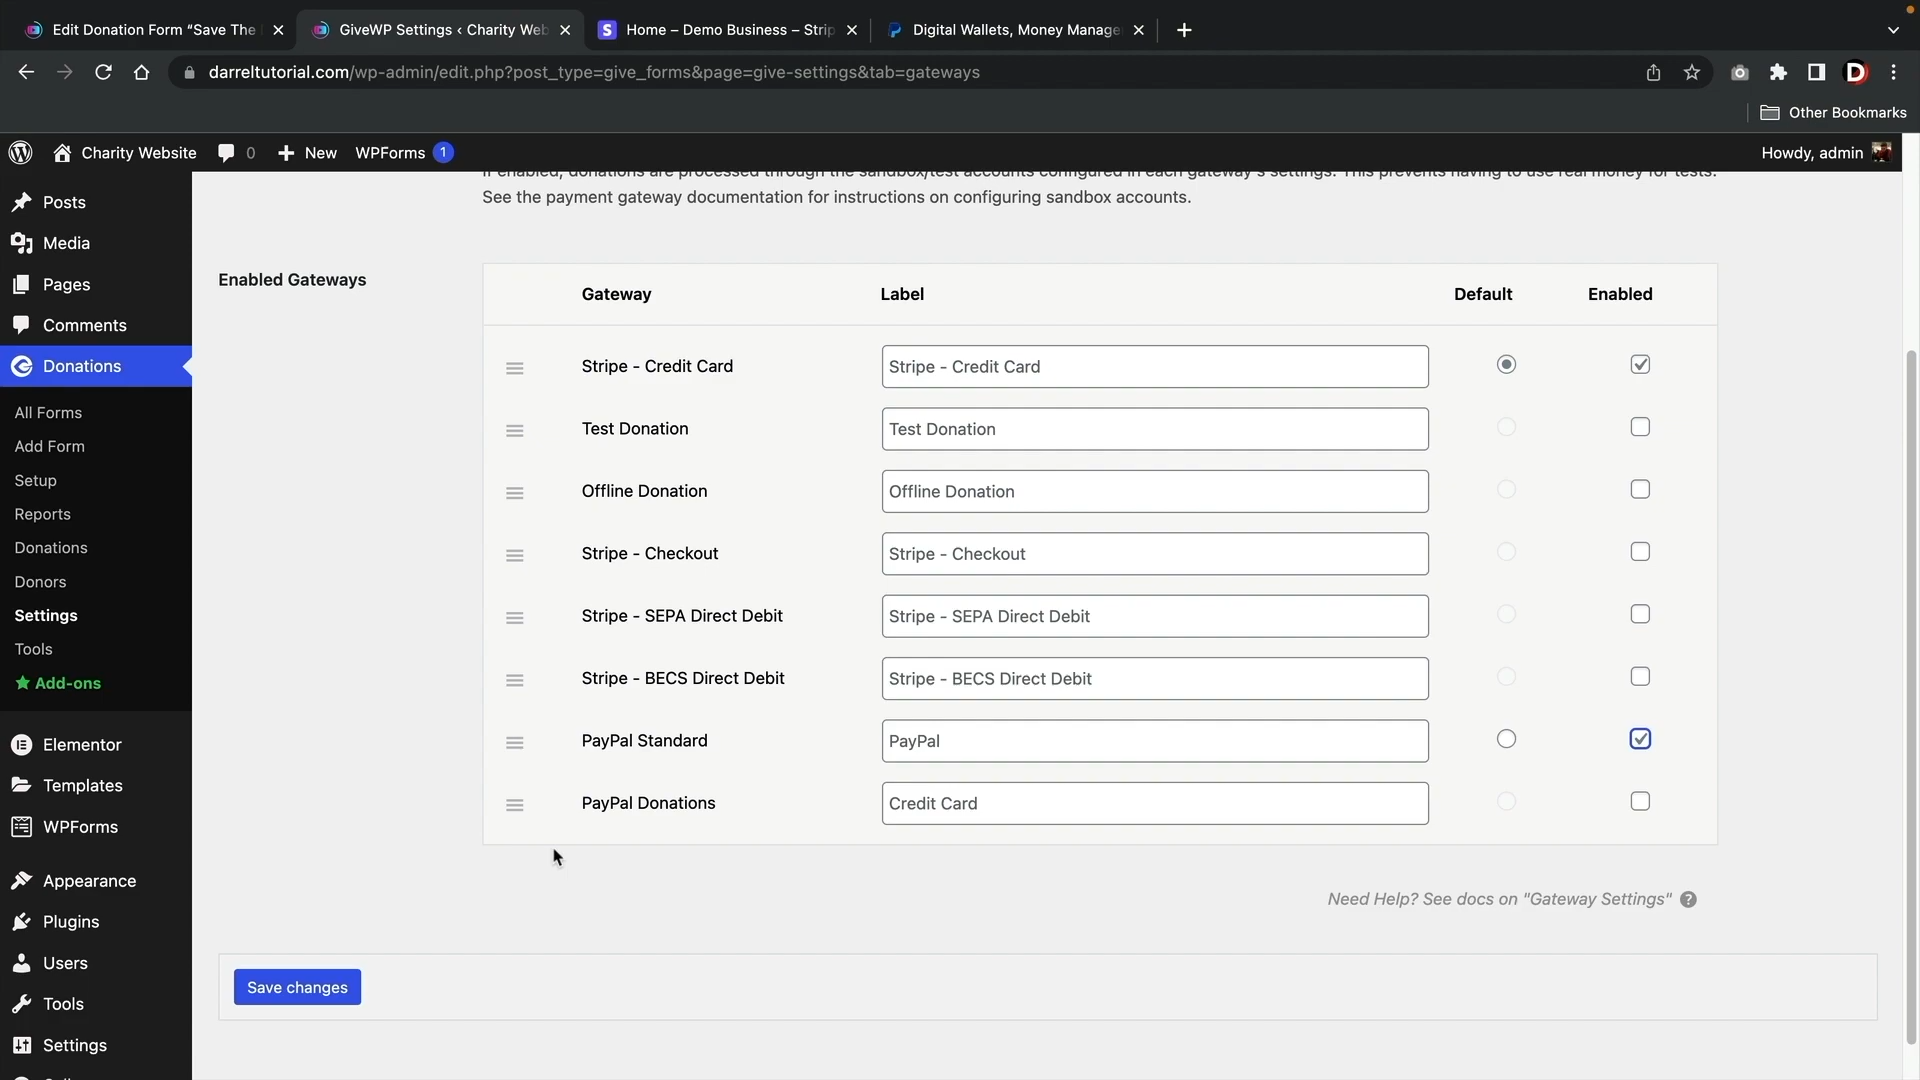 Edit Donation Form “Save The
GiveWP Settings ‹ Charity Web
S Home – Demo Business – Strip
Digital Wallets, Money Manage
darreltutorial.com/wp-admin/edit.php?post_type=give_forms&page=give-settings&tab=gateways
D
Other Bookmarks
Charity Website
0
New
WPForms 1
Howdy, admin
If enabled, donations are processed through the sandbox/test accounts configured in each gateway's settings. This prevents having to use real money for tests.
See the payment gateway documentation for instructions on configuring sandbox accounts.
Posts
Media
Pages
Comments
Donations
All Forms
Add Form
Setup
Reports
Donations
Donors
Settings
Tools
Add-ons
Elementor
Templates
WPForms
Appearance
Plugins
Users
Tools
Settings
Enabled Gateways
Gateway Label Default Enabled
Stripe - Credit Card Stripe - Credit Card
Test Donation Test Donation
Offline Donation Offline Donation
Stripe - Checkout Stripe - Checkout
Stripe - SEPA Direct Debit Stripe - SEPA Direct Debit
Stripe - BECS Direct Debit Stripe - BECS Direct Debit
PayPal Standard PayPal
PayPal Donations Credit Card
Need Help? See docs on "Gateway Settings" ?
Save changes